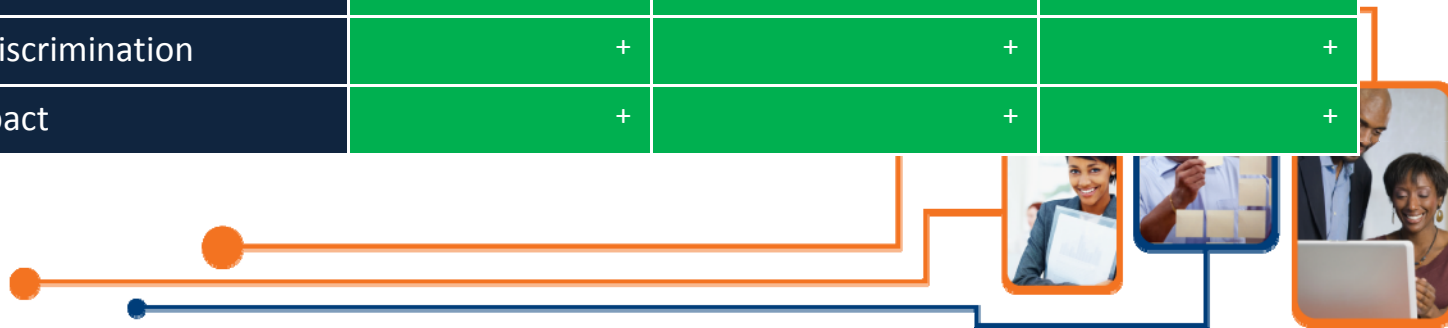 iscrimination + + +
pact + + +